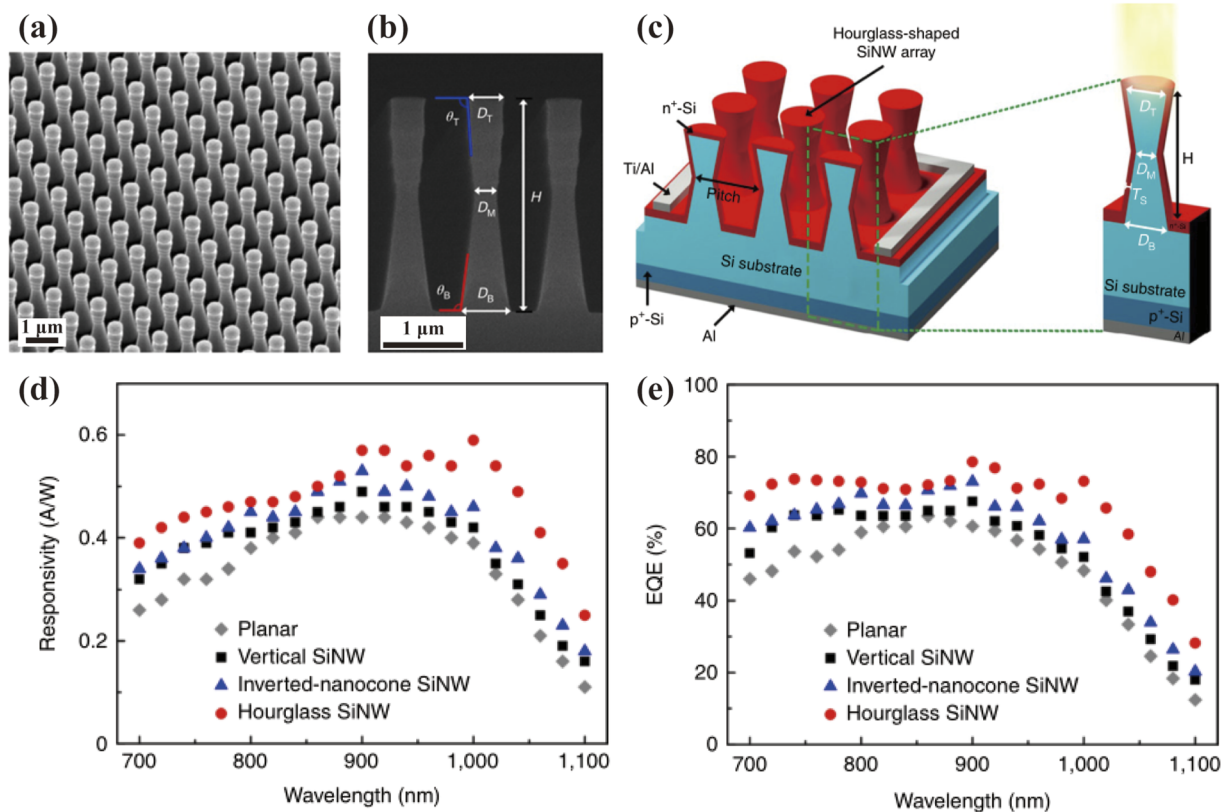 (a)
1 µm
(b)
θT
DT
DM
H
θB
DB
1 µm
(c)
Hourglass-shaped
SiNW array
n⁺-Si
Ti/Al
Pitch
Si substrate
p⁺-Si
Al
DT
H
DM
TS
n⁺-Si
DB
Si substrate
p⁺-Si
Al
(d)
Responsivity (A/W)
0.6
0.4
0.2
0
700
800
900
1,000
1,100
Wavelength (nm)
Planar
Vertical SiNW
Inverted-nanocone SiNW
Hourglass SiNW
(e)
EQE (%)
100
80
60
40
20
0
700
800
900
1,000
1,100
Wavelength (nm)
Planar
Vertical SiNW
Inverted-nanocone SiNW
Hourglass SiNW